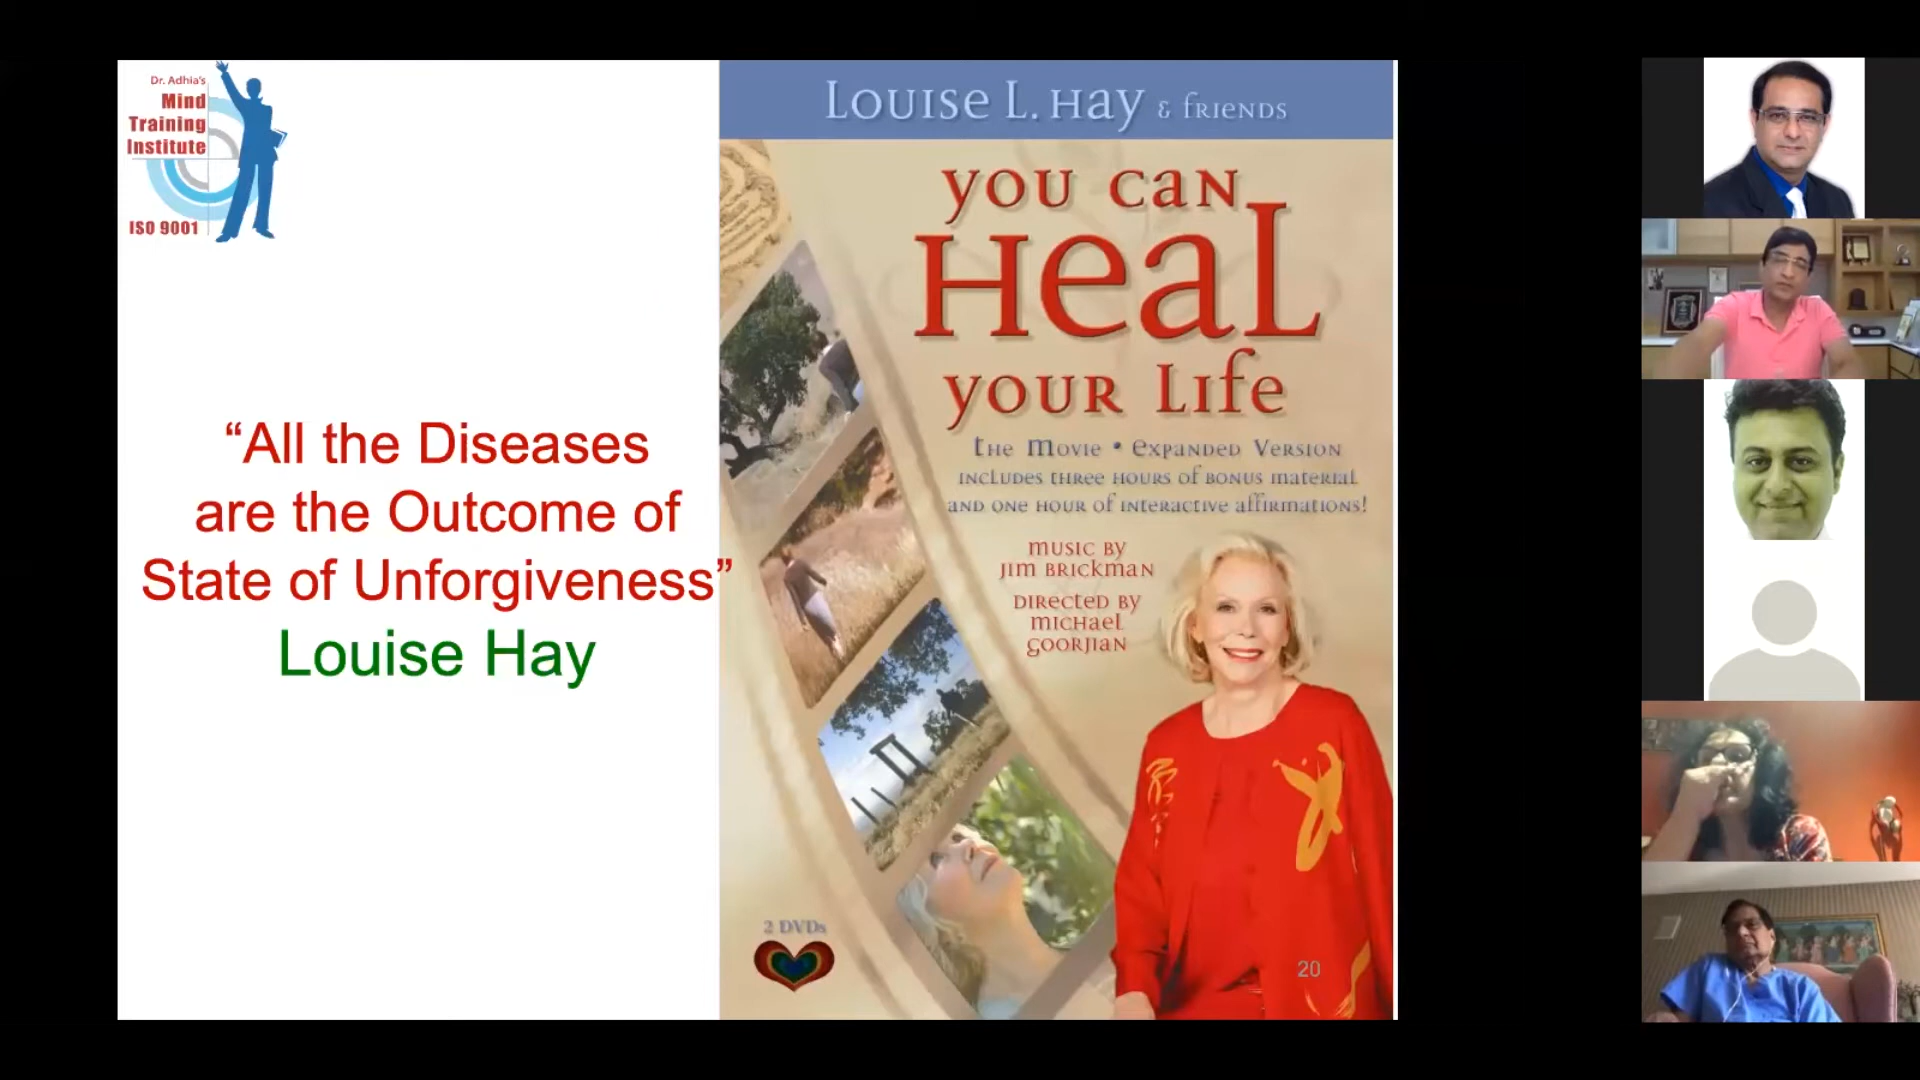 Dr. Adhia's
Mind
Training
Institute
ISO 9001
“All the Diseases
are the Outcome of
State of Unforgiveness”
Louise Hay
Louise L. Hay & friends
you can
Heal
your Life
the Movie • Expanded Version
includes three hours of bonus material
and one hour of interactive affirmations!
music by
Jim Brickman
directed by
Michael
Goorjian
2 DVDs
20